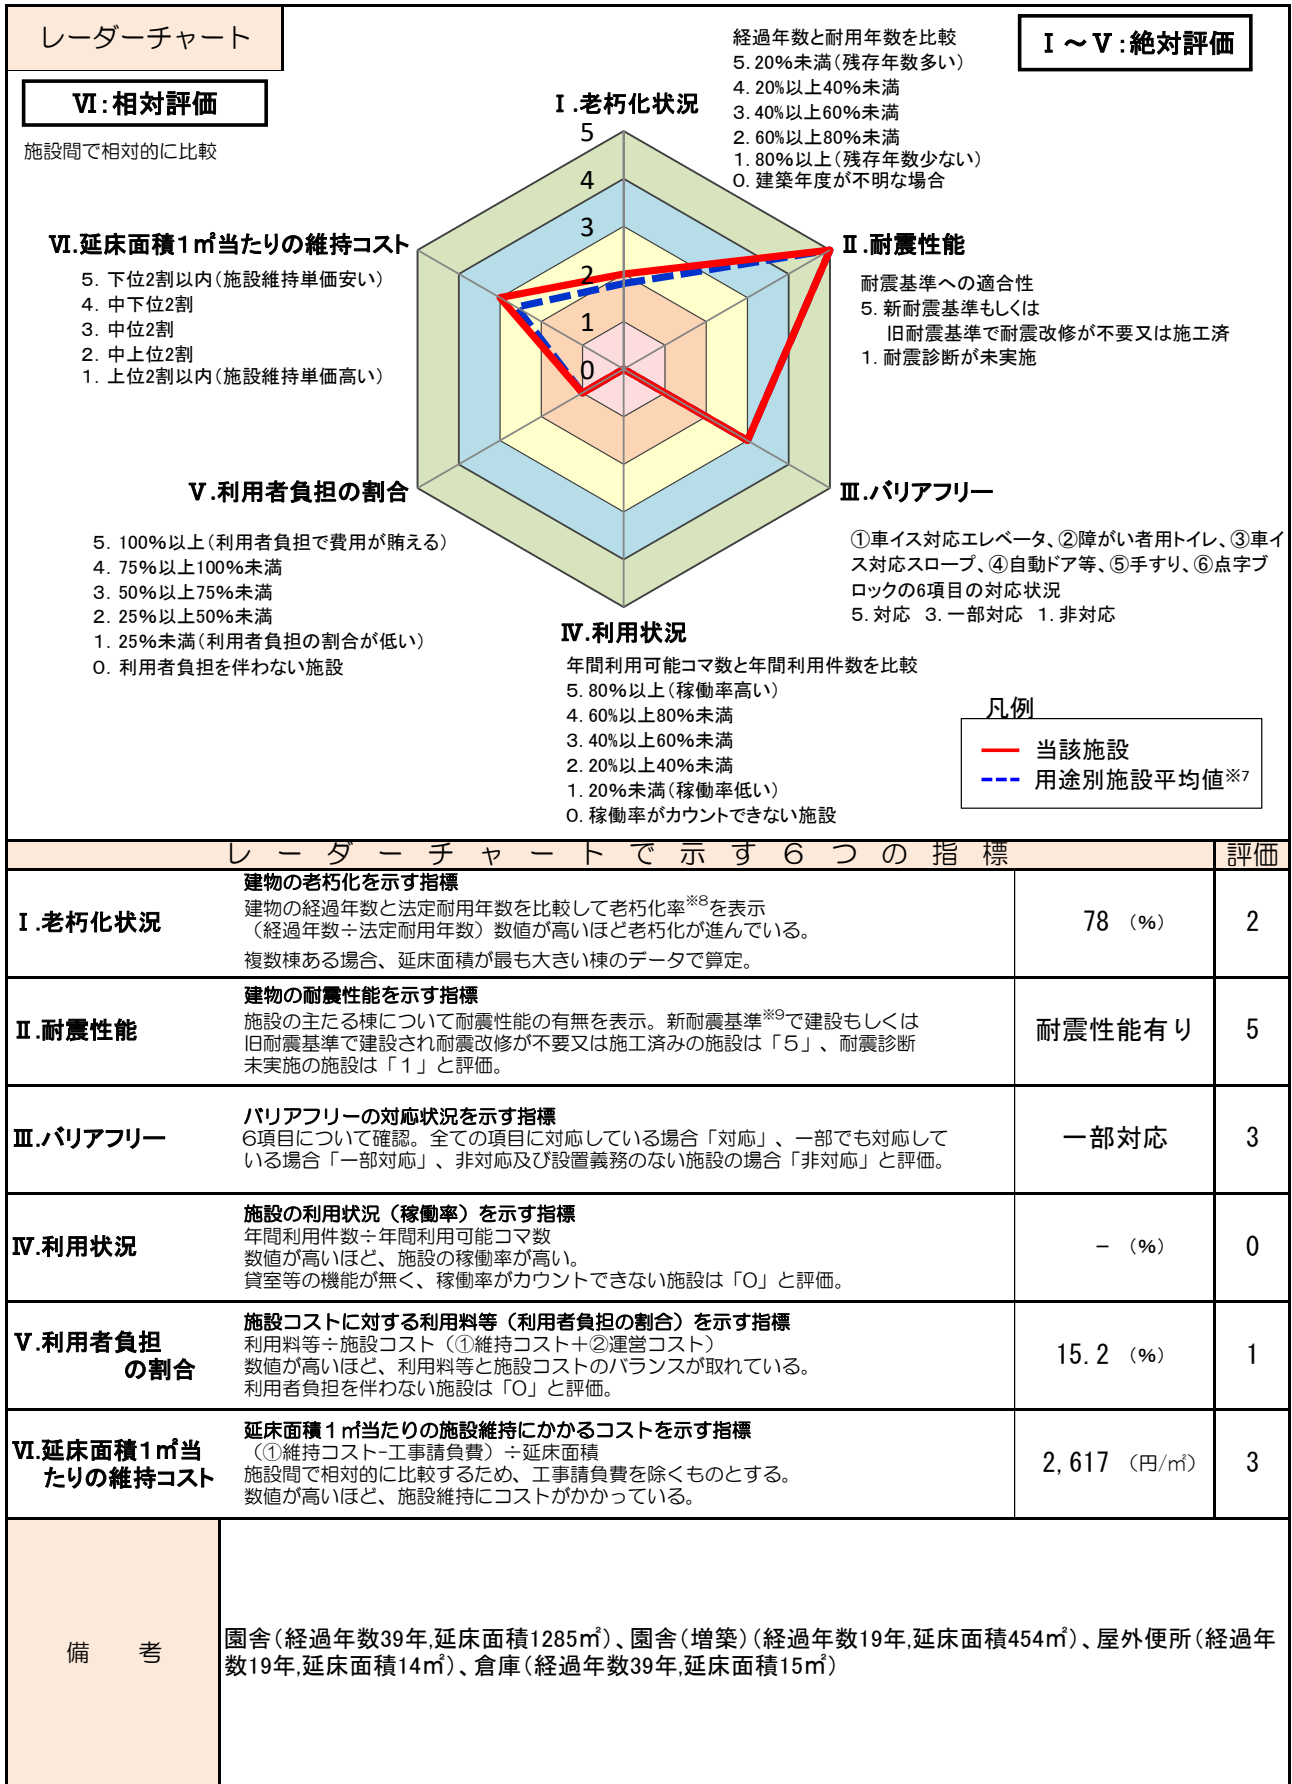 レーダーチャート
Ⅰ～Ⅴ:絶対評価
Ⅵ:相対評価
施設間で相対的に比較
Ⅰ.老朽化状況
経過年数と耐用年数を比較
5.20%未満(残存年数多い)
4.20%以上40%未満
3.40%以上60%未満
2.60%以上80%未満
1.80%以上(残存年数少ない)
0.建築年度が不明な場合
5
4
3
2
1
0
Ⅱ.耐震性能
耐震基準への適合性
5.新耐震基準もしくは
旧耐震基準で耐震改修が不要又は施工済
1.耐震診断が未実施
Ⅵ.延床面積1㎡当たりの維持コスト
5. 下位2割以内(施設維持単価安い)
4. 中下位2割
3. 中位2割
2. 中上位2割
1. 上位2割以内(施設維持単価高い)
Ⅴ.利用者負担の割合
5. 100%以上(利用者負担で費用が賄える)
4. 75%以上100%未満
3. 50%以上75%未満
2. 25%以上50%未満
1. 25%未満(利用者負担の割合が低い)
0. 利用者負担を伴わない施設
Ⅲ.バリアフリー
①車イス対応エレベータ、②障がい者用トイレ、③車イ
ス対応スロープ、④自動ドア等、⑤手すり、⑥点字ブ
ロックの6項目の対応状況
5.対応 3.一部対応 1.非対応
Ⅳ.利用状況
年間利用可能コマ数と年間利用件数を比較
5.80%以上(稼働率高い)
4.60%以上80%未満
3.40%以上60%未満
2.20%以上40%未満
1.20%未満(稼働率低い)
0.稼働率がカウントできない施設
凡例
当該施設
用途別施設平均値※7
レーダーチャートで示す6つの指標 評価
Ⅰ.老朽化状況
建物の老朽化を示す指標
建物の経過年数と法定耐用年数を比較して老朽化率※8を表示
(経過年数÷法定耐用年数)数値が高いほど老朽化が進んでいる。
複数棟ある場合、延床面積が最も大きい棟のデータで算定。
78 (%) 2
Ⅱ.耐震性能
建物の耐震性能を示す指標
施設の主たる棟について耐震性能の有無を表示。新耐震基準※9で建設もしくは
旧耐震基準で建設され耐震改修が不要又は施工済みの施設は「5」、耐震診断
未実施の施設は「1」と評価。
耐震性能有り 5
Ⅲ.バリアフリー
バリアフリーの対応状況を示す指標
6項目について確認。全ての項目に対応している場合「対応」、一部でも対応して
いる場合「一部対応」、非対応及び設置義務のない施設の場合「非対応」と評価。
一部対応 3
Ⅳ.利用状況
施設の利用状況(稼働率)を示す指標
年間利用件数÷年間利用可能コマ数
数値が高いほど、施設の稼働率が高い。
貸室等の機能が無く、稼働率がカウントできない施設は「0」と評価。
- (%) 0
Ⅴ.利用者負担
の割合
施設コストに対する利用料等(利用者負担の割合)を示す指標
利用料等÷施設コスト(①維持コスト+②運営コスト)
数値が高いほど、利用料等と施設コストのバランスが取れている。
利用者負担を伴わない施設は「0」と評価。
15.2 (%) 1
Ⅵ.延床面積1㎡当
たりの維持コスト
延床面積1㎡当たりの施設維持にかかるコストを示す指標
(①維持コスト-工事請負費)÷延床面積
施設間で相対的に比較するため、工事請負費を除くものとする。
数値が高いほど、施設維持にコストがかかっている。
2,617 (円/㎡) 3
備 考
園舎(経過年数39年,延床面積1285㎡)、園舎(増築)(経過年数19年,延床面積454㎡)、屋外便所(経過年
数19年,延床面積14㎡)、倉庫(経過年数39年,延床面積15㎡)